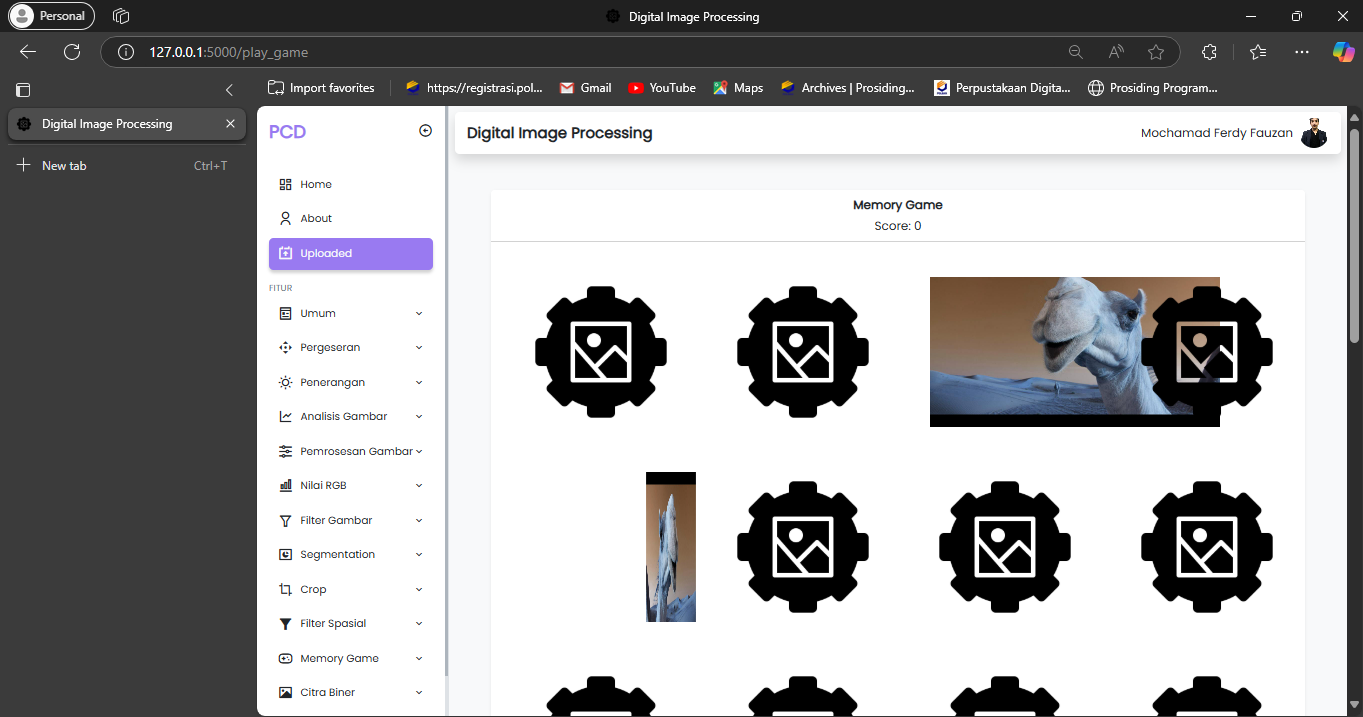 Personal
Digital Image Processing
127.0.0.1:5000/play_game
Import favorites
https://registrasi.pol...
Gmail
YouTube
Maps
Archives | Prosiding...
Perpustakaan Digita...
Prosiding Program...
Digital Image Processing
New tab
Ctrl+T
PCD
Home
About
Uploaded
FITUR
Umum
Pergeseran
Penerangan
Analisis Gambar
Pemrosesan Gambar
Nilai RGB
Filter Gambar
Segmentation
Crop
Filter Spasial
Memory Game
Citra Biner
Digital Image Processing
Mochamad Ferdy Fauzan
Memory Game
Score: 0